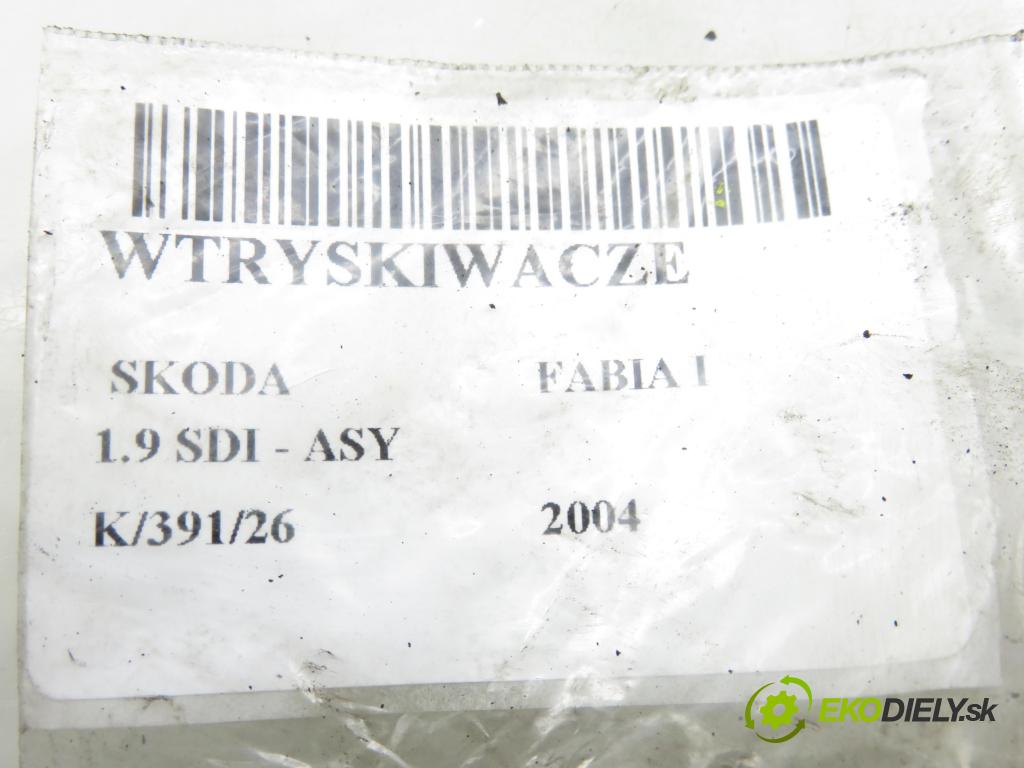 WTRYSKIWACZE
SKODA FABIA I
1.9 SDI - ASY
K/391/26 2004
EKODIELY.sk